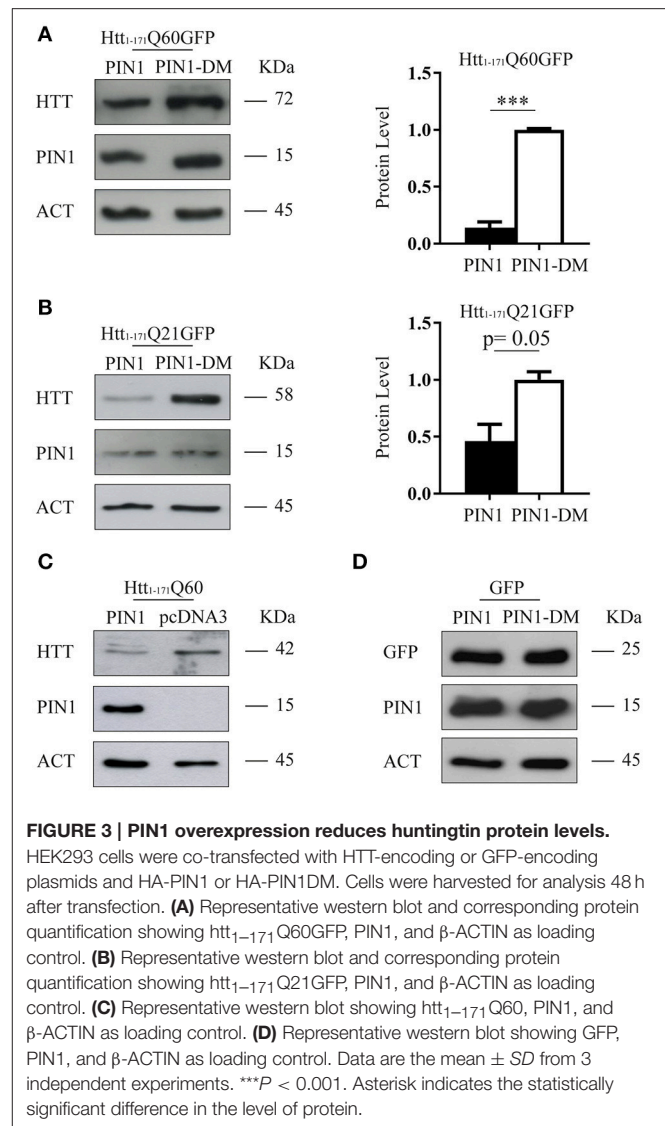 A
Htt₁₋₁₇₁Q60GFP
PIN1 PIN1-DM KDa
HTT — 72
PIN1 — 15
ACT — 45
Htt₁₋₁₇₁Q60GFP
***
Protein Level
1.5
1.0
0.5
0.0
PIN1 PIN1-DM
B
Htt₁₋₁₇₁Q21GFP
PIN1 PIN1-DM KDa
HTT — 58
PIN1 — 15
ACT — 45
Htt₁₋₁₇₁Q21GFP
p= 0.05
Protein Level
1.5
1.0
0.5
0.0
PIN1 PIN1-DM
C
Htt₁₋₁₇₁Q60
PIN1 pcDNA3 KDa
HTT — 42
PIN1 — 15
ACT — 45
D
GFP
PIN1 PIN1-DM KDa
GFP — 25
PIN1 — 15
ACT — 45
FIGURE 3 | PIN1 overexpression reduces huntingtin protein levels.
HEK293 cells were co-transfected with HTT-encoding or GFP-encoding
plasmids and HA-PIN1 or HA-PIN1DM. Cells were harvested for analysis 48 h
after transfection. (A) Representative western blot and corresponding protein
quantification showing htt₁₋₁₇₁Q60GFP, PIN1, and β-ACTIN as loading
control. (B) Representative western blot and corresponding protein
quantification showing htt₁₋₁₇₁Q21GFP, PIN1, and β-ACTIN as loading
control. (C) Representative western blot showing htt₁₋₁₇₁Q60, PIN1, and
β-ACTIN as loading control. (D) Representative western blot showing GFP,
PIN1, and β-ACTIN as loading control. Data are the mean ± SD from 3
independent experiments. ***P < 0.001. Asterisk indicates the statistically
significant difference in the level of protein.